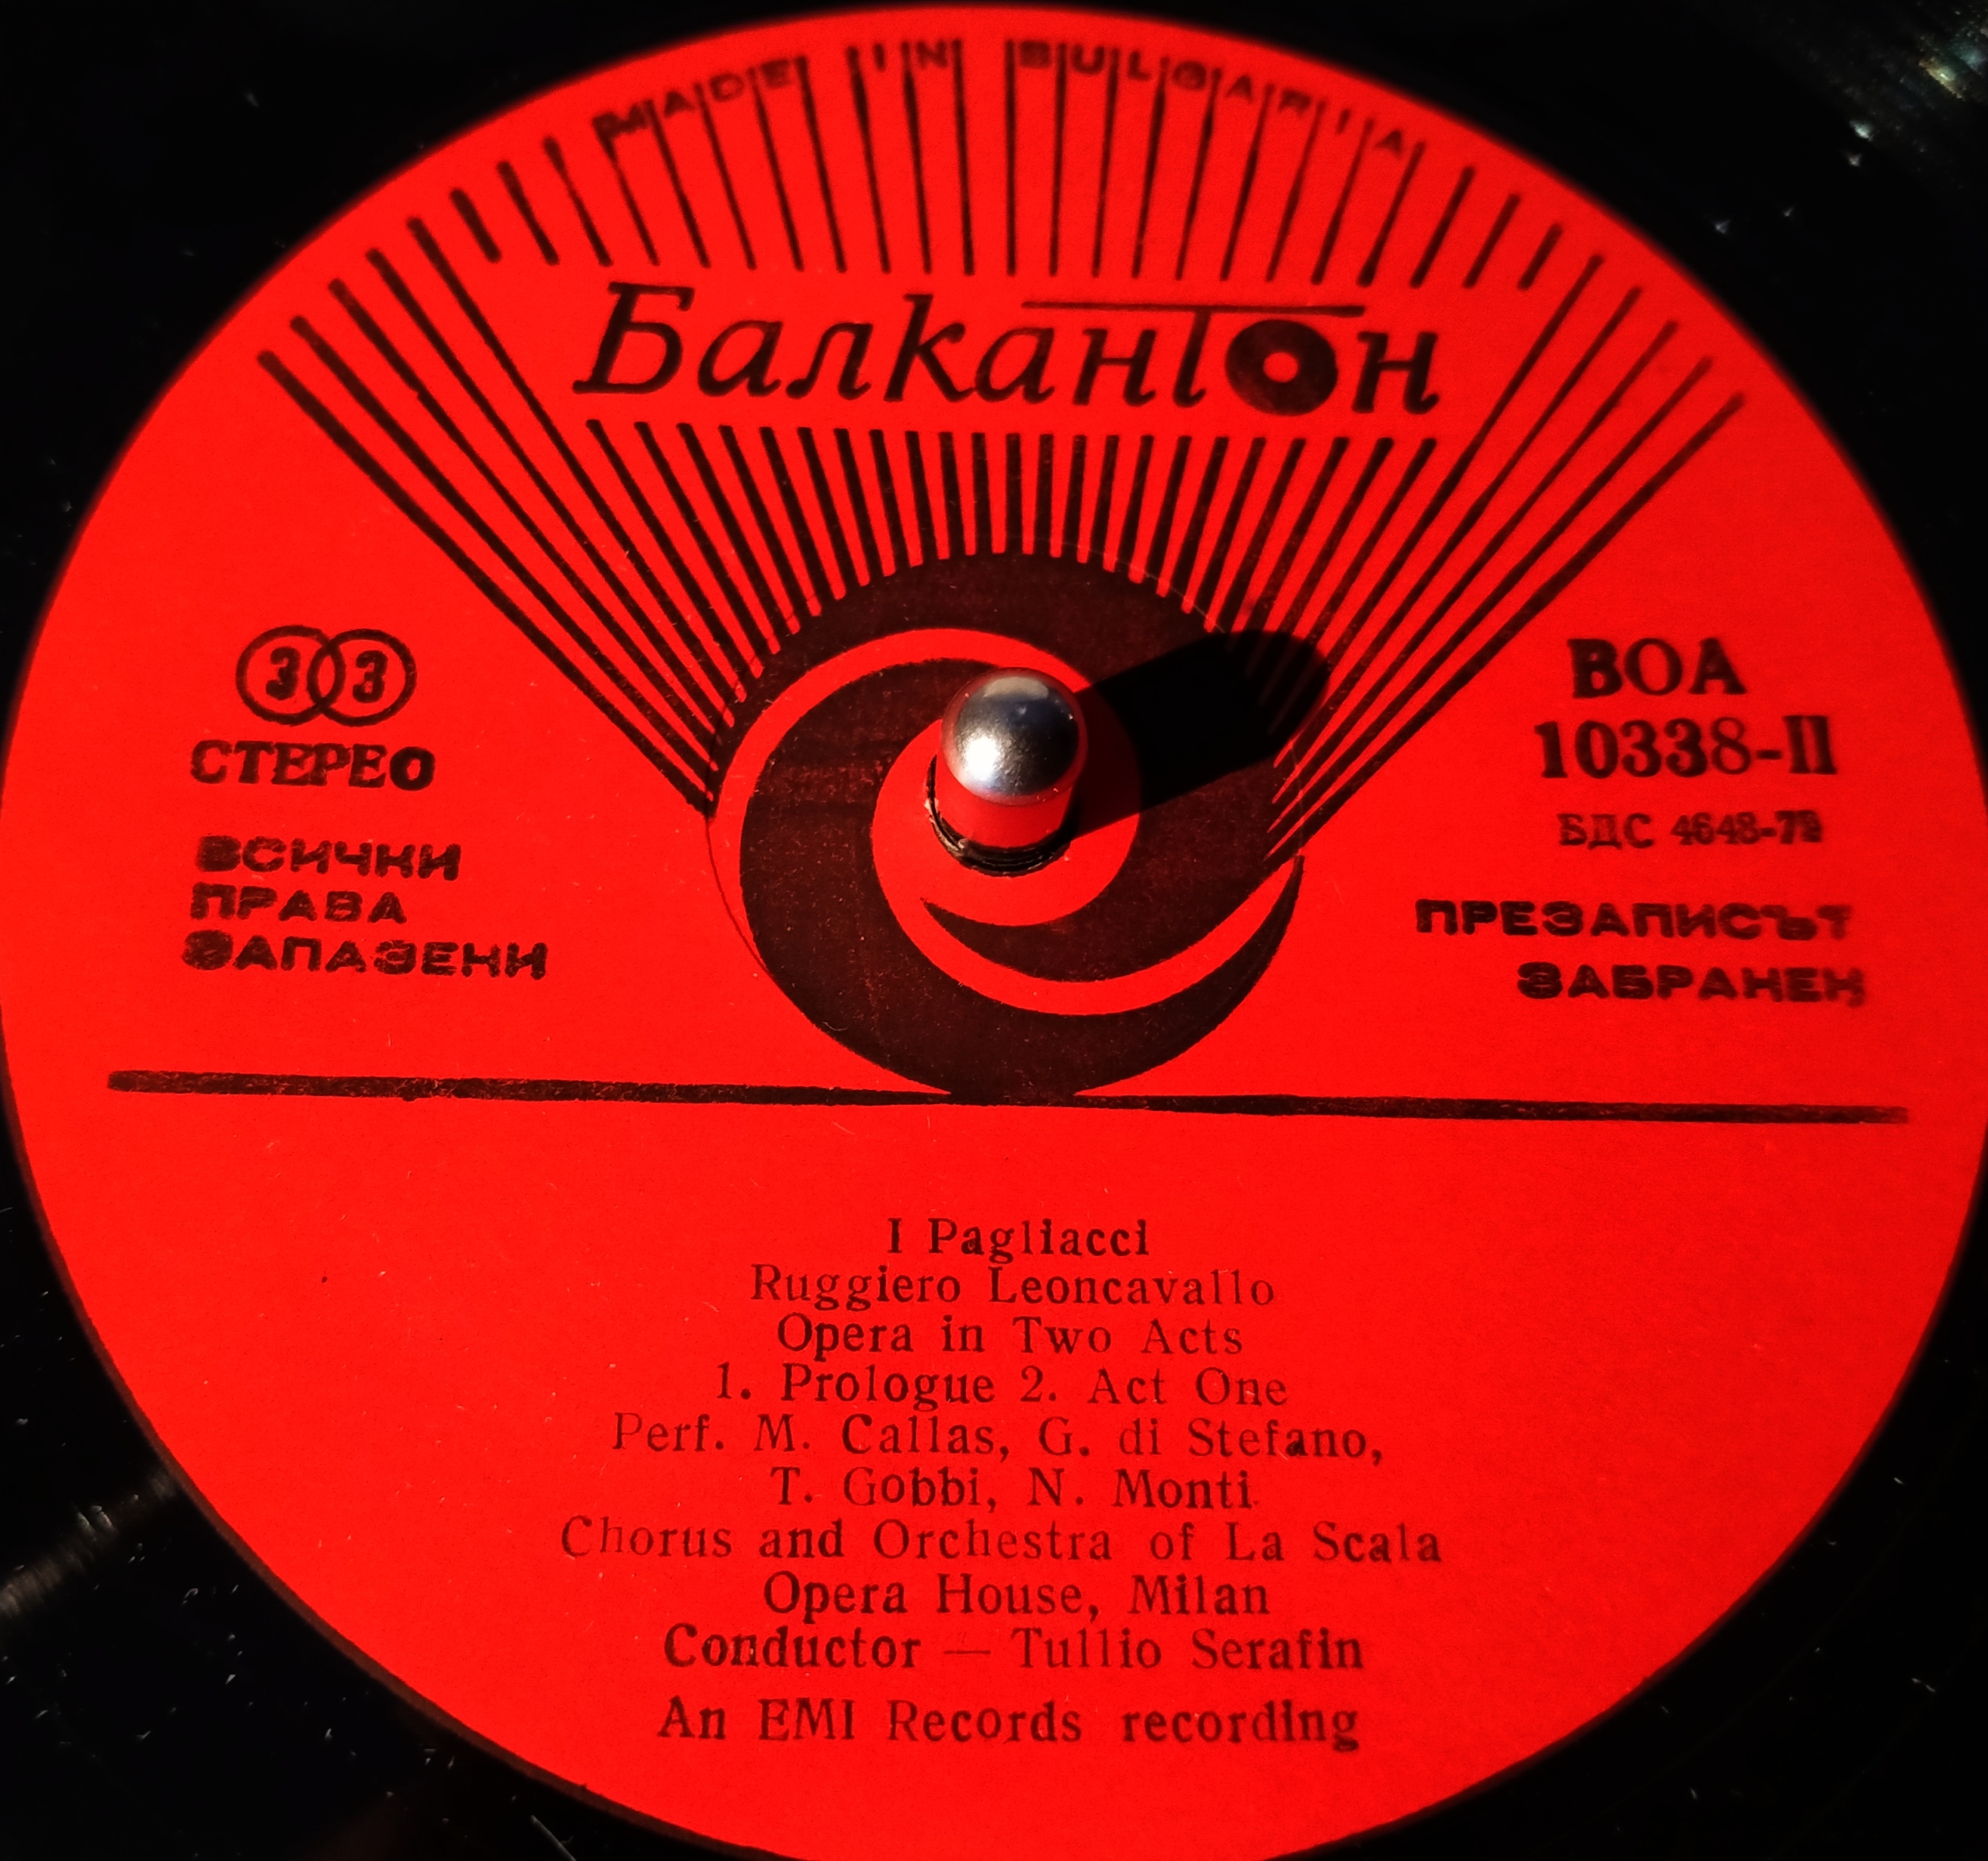 MADE IN BULGARIA
Балкантон
33
СТЕРЕО
ВСИЧКИ
ПРАВА
ЗАПАЗЕНИ
ВОА
10338-II
БДС 4648-72
ПРЕЗАПИСЪТ
ЗАБРАНЕН
I Pagliacci
Ruggiero Leoncavallo
Opera in Two Acts
1. Prologue 2. Act One
Perf. M. Callas, G. di Stefano,
T. Gobbi, N. Monti
Chorus and Orchestra of La Scala
Opera House, Milan
Conductor — Tullio Serafin
An EMI Records recording